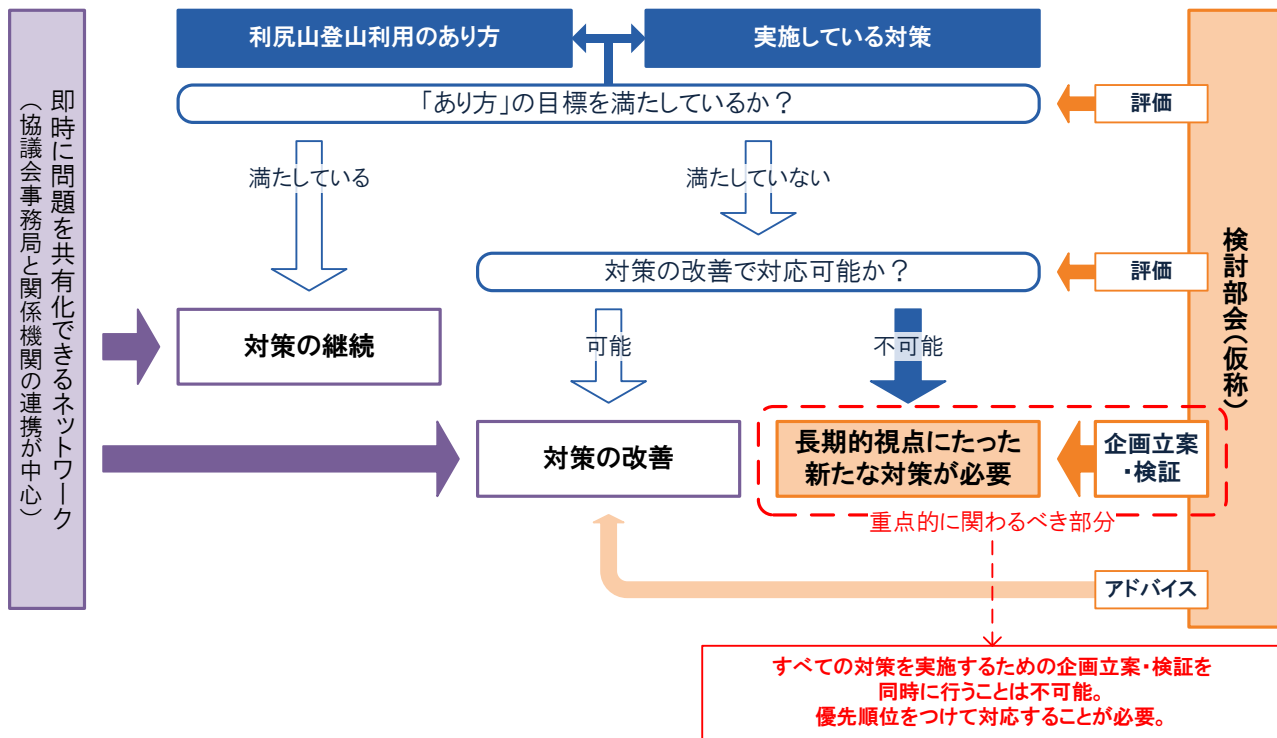 利尻山登山利用のあり方
実施している対策
「あり方」の目標を満たしているか？
評価
満たしている
満たしていない
対策の改善で対応可能か？
評価
対策の継続
可能
不可能
対策の改善
長期的視点にたった
新たな対策が必要
企画立案
・検証
重点的に関わるべき部分
アドバイス
すべての対策を実施するための企画立案・検証を
同時に行うことは不可能。
優先順位をつけて対応することが必要。
即時に問題を共有化できるネットワーク
（協議会事務局と関係機関の連携が中心）
検討部会（仮称）